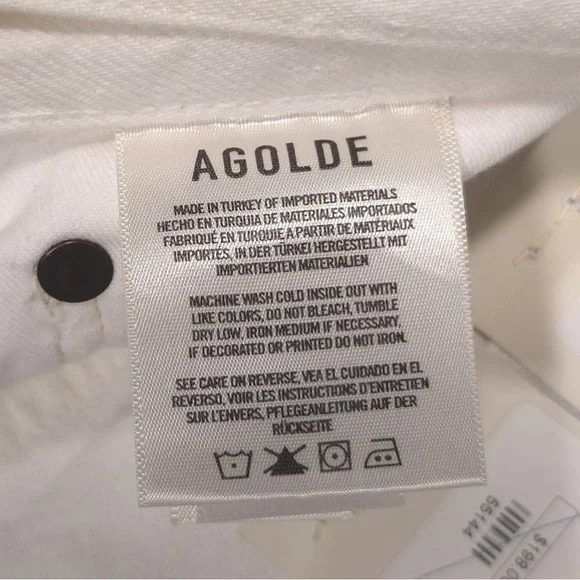 AGOLDE
MADE IN TURKEY OF IMPORTED MATERIALS
HECHO EN TURQUIA DE MATERIALES IMPORTADOS
FABRIQUÉ EN TURQUIE A PARTIR DE MATÉRIAUX
IMPORTES, IN DER TÜRKEI HERGESTELLT MIT
IMPORTIERTEN MATERIALIEN
MACHINE WASH COLD INSIDE OUT WITH
LIKE COLORS, DO NOT BLEACH, TUMBLE
DRY LOW, IRON MEDIUM IF NECESSARY,
IF DECORATED OR PRINTED DO NOT IRON.
SEE CARE ON REVERSE, VEA EL CUIDADO EN EL
REVERSO, VOIR LES INSTRUCTIONS D'ENTRETIEN
SUR L'ENVERS, PFLEGEANLEITUNG AUF DER
RÜCKSEITE
55144